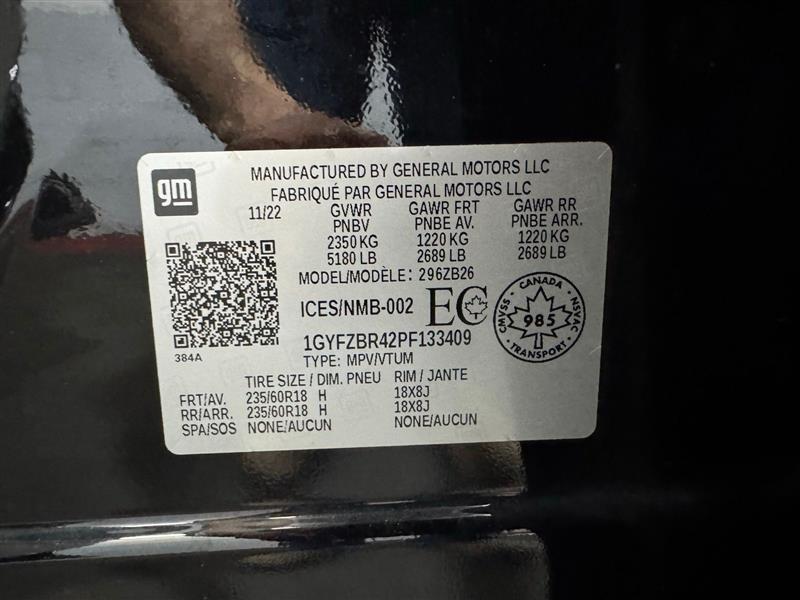 gm
MANUFACTURED BY GENERAL MOTORS LLC
FABRIQUÉ PAR GENERAL MOTORS LLC
11/22 GVWR GAWR FRT GAWR RR
PNBV PNBE AV. PNBE ARR.
2350 KG 1220 KG 1220 KG
5180 LB 2689 LB 2689 LB
MODEL/MODÈLE: 296ZB26
ICES/NMB-002 EC
CANADA
CMVSS 985 NSVAC
TRANSPORT
1GYFZBR42PF133409
384A
TYPE: MPV/VTUM
TIRE SIZE / DIM. PNEU RIM / JANTE
FRT/AV. 235/60R18 H 18X8J
RR/ARR. 235/60R18 H 18X8J
SPA/SOS NONE/AUCUN NONE/AUCUN